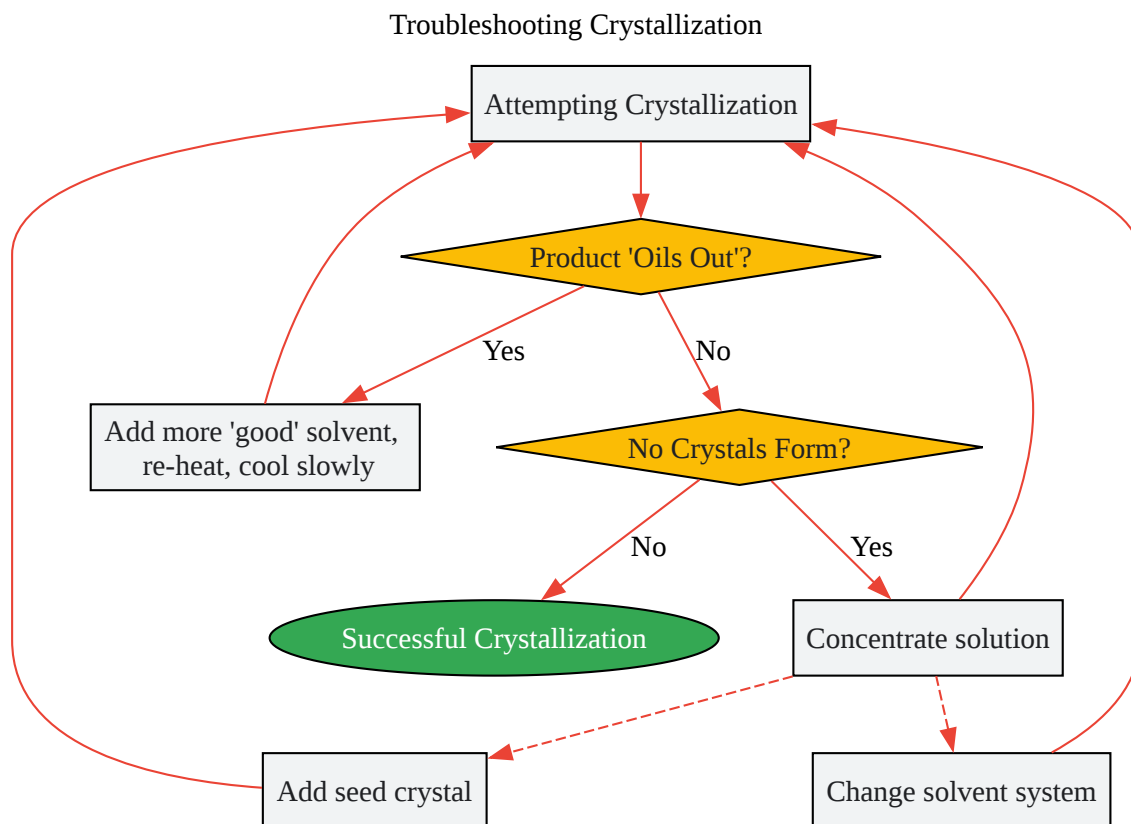 Troubleshooting Crystallization
Attempting Crystallization
Product 'Oils Out'?
Yes
No
Add more 'good' solvent,
re-heat, cool slowly
No Crystals Form?
No
Yes
Successful Crystallization
Concentrate solution
Add seed crystal
Change solvent system